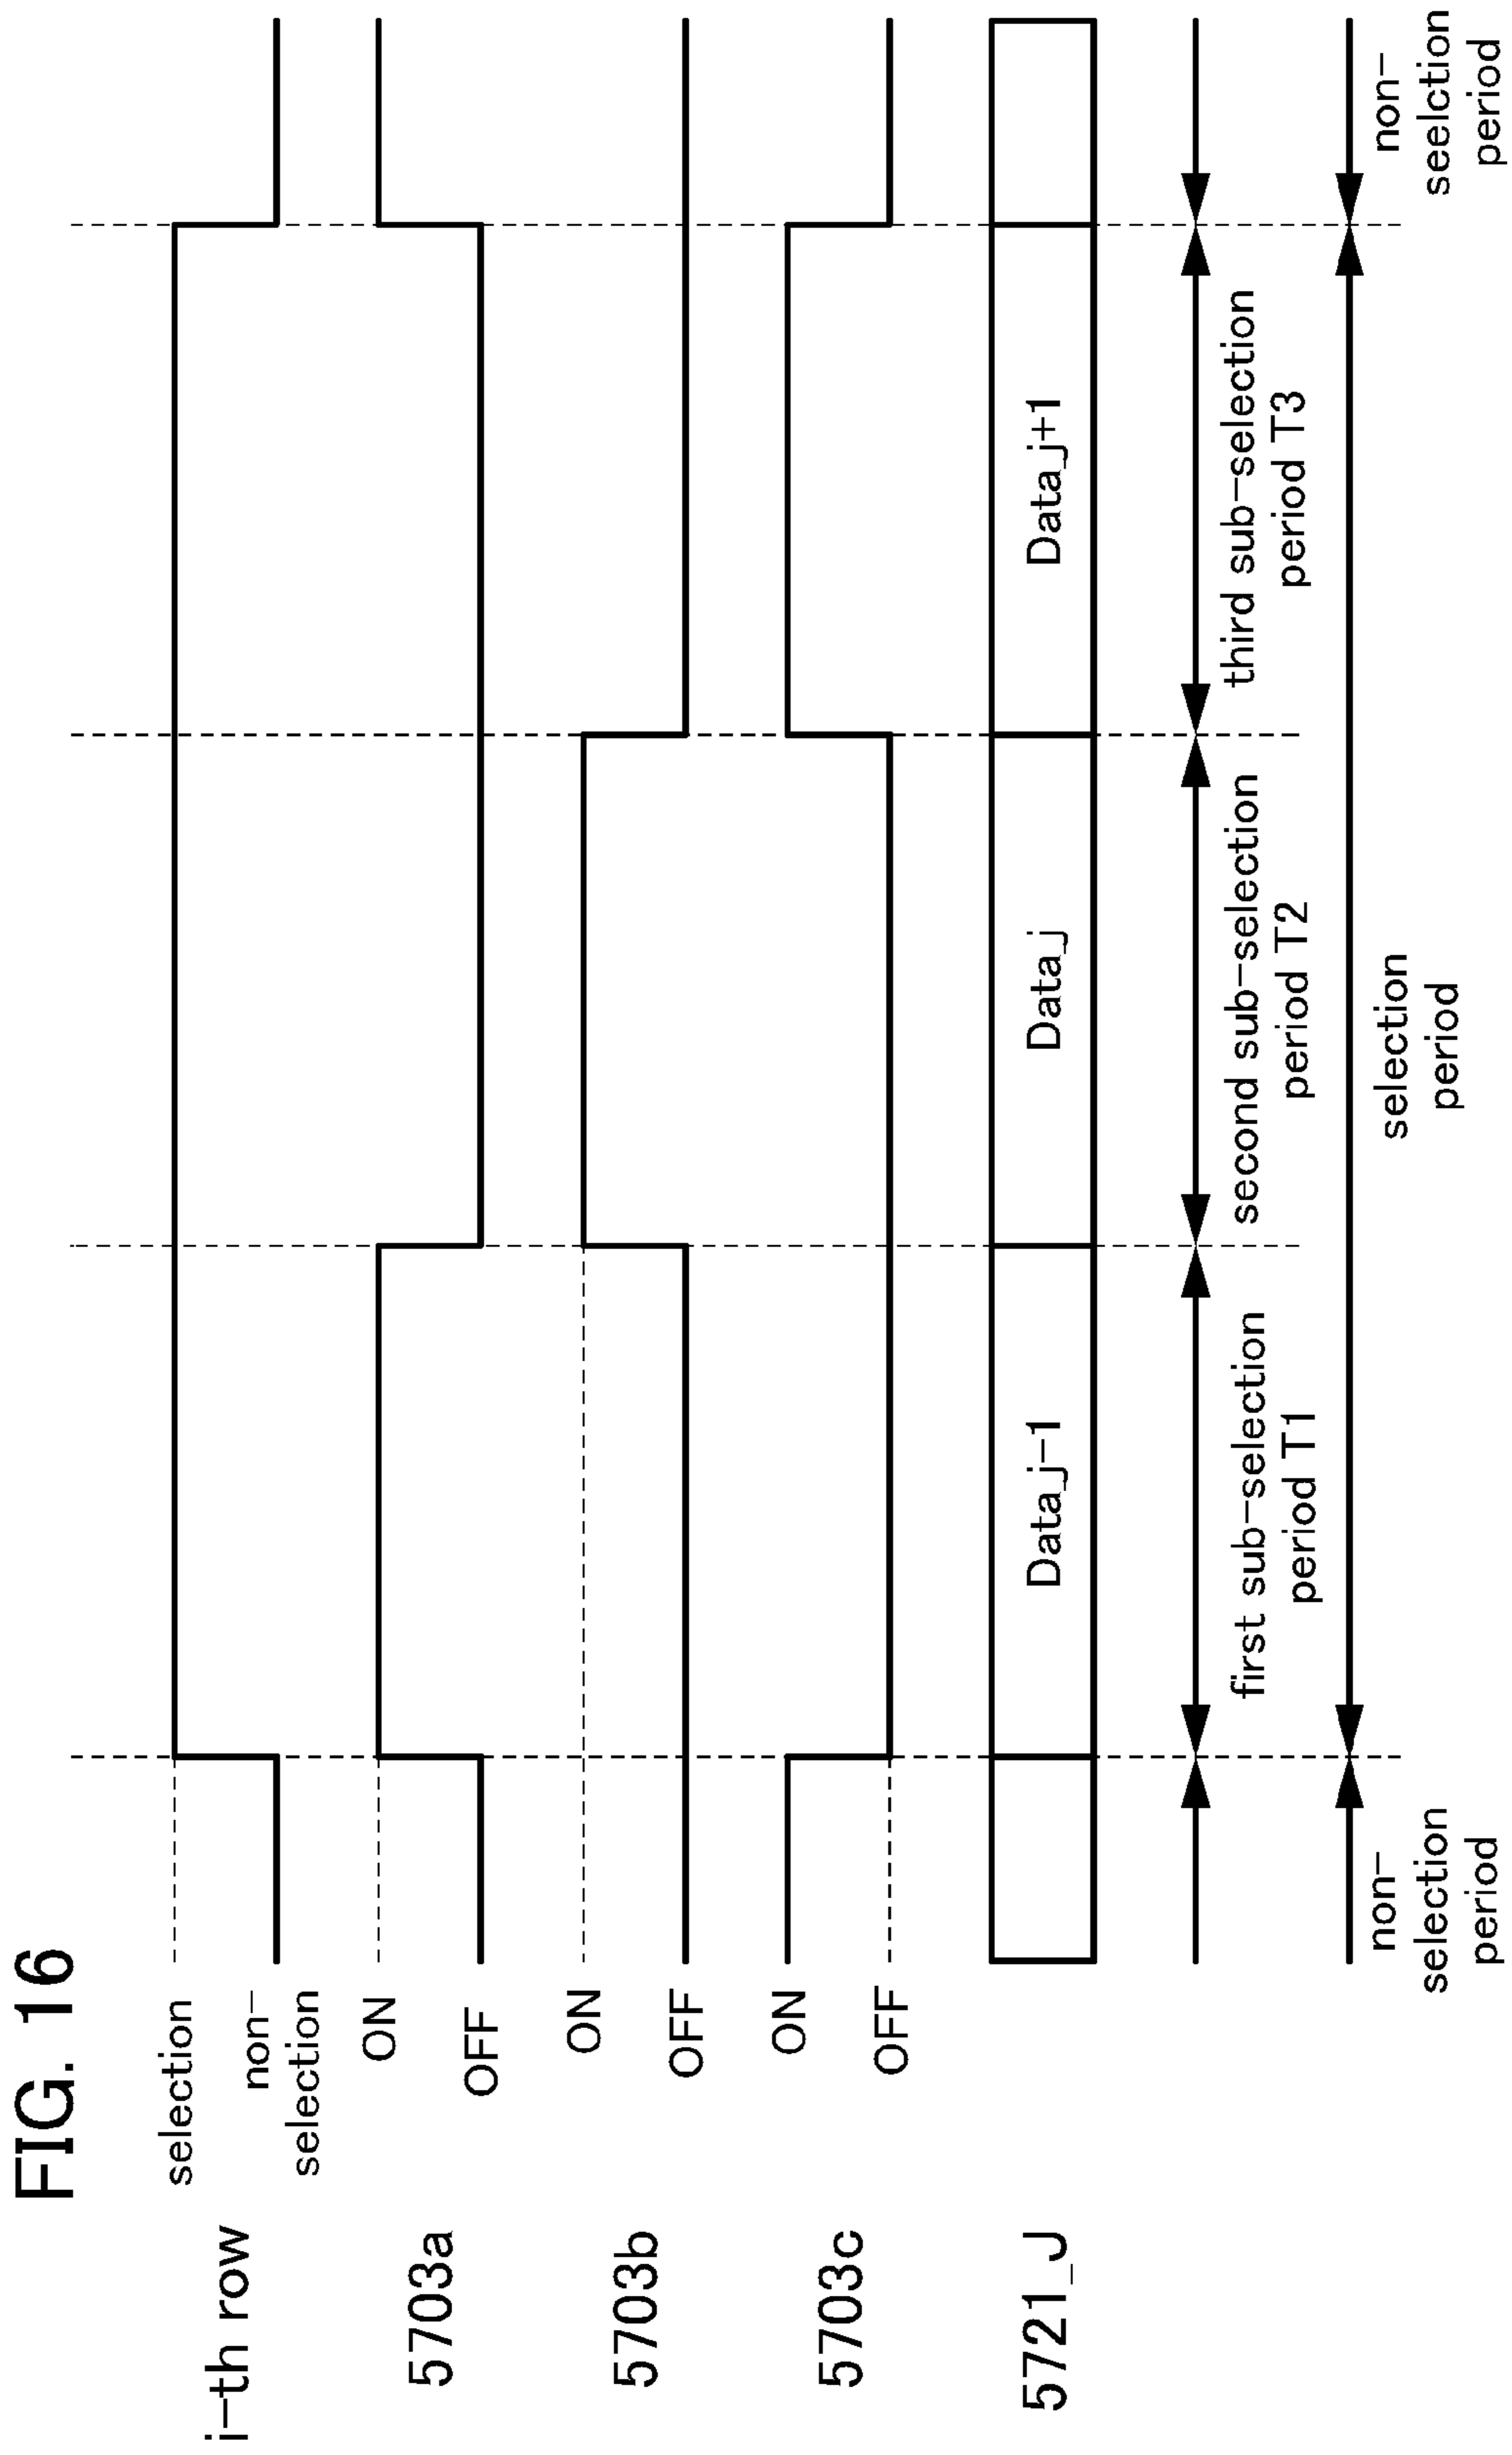 FIG. 16
i-th row
selection
non-
selection
5703a
ON
OFF
5703b
ON
OFF
5703c
ON
OFF
5721_J
Data_j-1
Data_j
Data_j+1
first sub-selection
period T1
second sub-selection
period T2
third sub-selection
period T3
non-
selection
period
selection
period
non-
seelction
period